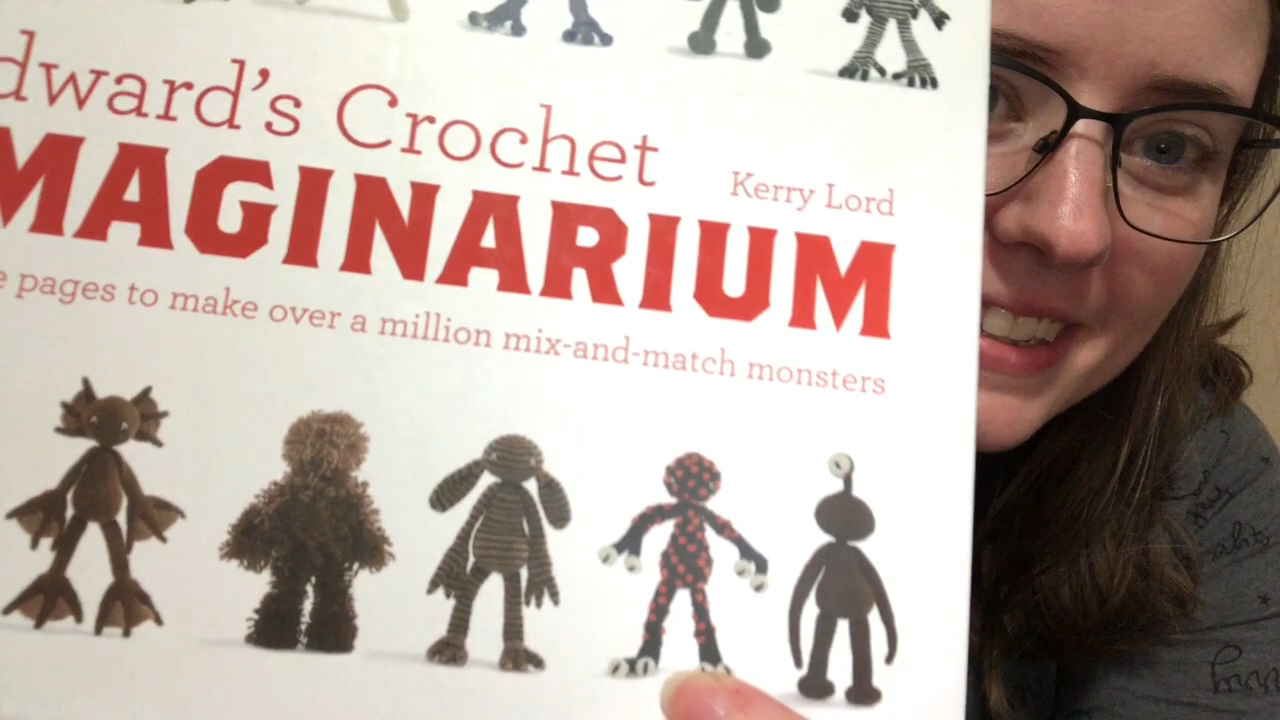 dward's Crochet
MAGINARIUM
Kerry Lord
e pages to make over a million mix-and-match monsters